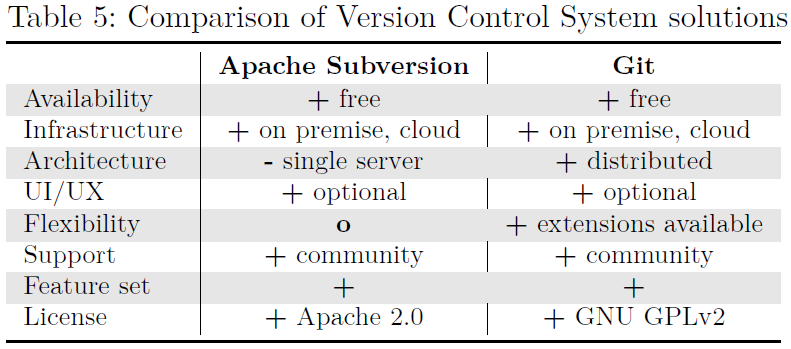 Table 5: Comparison of Version Control System solutions
Apache Subversion Git
Availability + free + free
Infrastructure + on premise, cloud + on premise, cloud
Architecture - single server + distributed
UI/UX + optional + optional
Flexibility o + extensions available
Support + community + community
Feature set + +
License + Apache 2.0 + GNU GPLv2